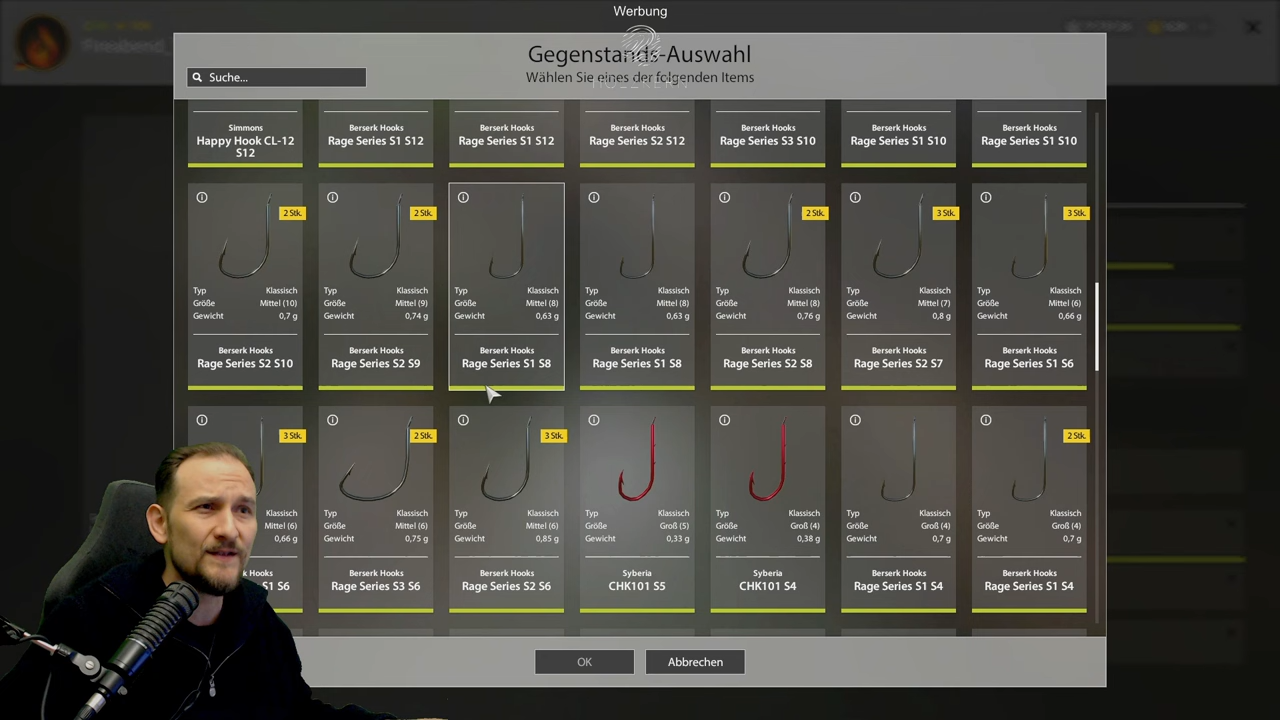 Werbung
Gegenstands-Auswahl
Suche...
Wählen Sie eines der folgenden Items
Simmons
Happy Hook CL-12
S12
Berserk Hooks
Rage Series S1 S12
Berserk Hooks
Rage Series S1 S12
Berserk Hooks
Rage Series S2 S12
Berserk Hooks
Rage Series S3 S10
Berserk Hooks
Rage Series S1 S10
Berserk Hooks
Rage Series S1 S10
2 Stk.
Typ Klassisch
Größe Mittel (10)
Gewicht 0,7 g
Berserk Hooks
Rage Series S2 S10
2 Stk.
Typ Klassisch
Größe Mittel (9)
Gewicht 0,74 g
Berserk Hooks
Rage Series S2 S9
Typ Klassisch
Größe Mittel (8)
Gewicht 0,63 g
Berserk Hooks
Rage Series S1 S8
Typ Klassisch
Größe Mittel (8)
Gewicht 0,63 g
Berserk Hooks
Rage Series S1 S8
2 Stk.
Typ Klassisch
Größe Mittel (8)
Gewicht 0,76 g
Berserk Hooks
Rage Series S2 S8
3 Stk.
Typ Klassisch
Größe Mittel (7)
Gewicht 0,8 g
Berserk Hooks
Rage Series S2 S7
3 Stk.
Typ Klassisch
Größe Mittel (6)
Gewicht 0,66 g
Berserk Hooks
Rage Series S1 S6
3 Stk.
Klassisch
Mittel (6)
0,66 g
Hooks
S1 S6
2 Stk.
Typ Klassisch
Größe Mittel (6)
Gewicht 0,75 g
Berserk Hooks
Rage Series S3 S6
3 Stk.
Typ Klassisch
Größe Mittel (6)
Gewicht 0,85 g
Berserk Hooks
Rage Series S2 S6
Typ Klassisch
Größe Groß (5)
Gewicht 0,33 g
Syberia
CHK101 S5
Typ Klassisch
Größe Groß (4)
Gewicht 0,38 g
Syberia
CHK101 S4
Typ Klassisch
Größe Groß (4)
Gewicht 0,7 g
Berserk Hooks
Rage Series S1 S4
2 Stk.
Typ Klassisch
Größe Groß (4)
Gewicht 0,7 g
Berserk Hooks
Rage Series S1 S4
OK
Abbrechen